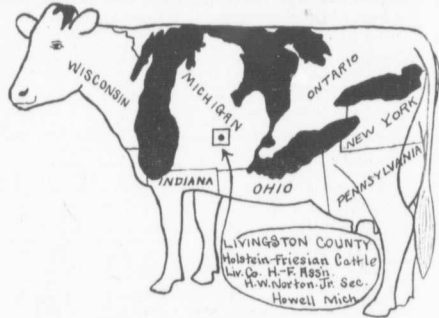 WISCONSIN
MICHIGAN
ONTARIO
NEW YORK
PENNSYLVANIA
INDIANA
OHIO
LIVINGSTON COUNTY
Holstein-Friesian Cattle
Liv. Co. H.-F. Ass'n.
H.W. Norton. Jr. Sec.
Howell Mich